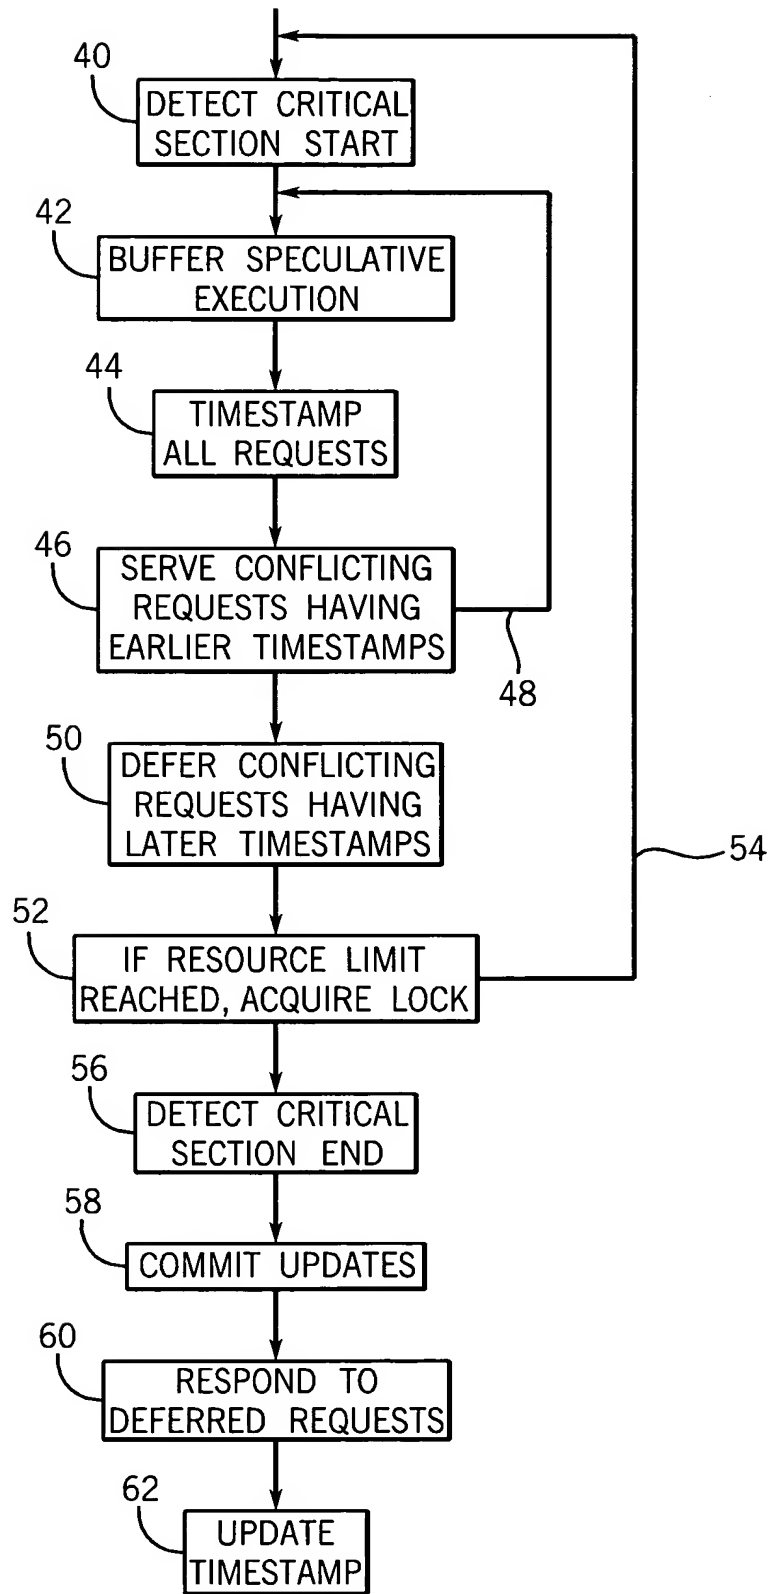 40
DETECT CRITICAL
SECTION START
42
BUFFER SPECULATIVE
EXECUTION
44
TIMESTAMP
ALL REQUESTS
46
SERVE CONFLICTING
REQUESTS HAVING
EARLIER TIMESTAMPS
48
50
DEFER CONFLICTING
REQUESTS HAVING
LATER TIMESTAMPS
54
52
IF RESOURCE LIMIT
REACHED, ACQUIRE LOCK
56
DETECT CRITICAL
SECTION END
58
COMMIT UPDATES
60
RESPOND TO
DEFERRED REQUESTS
62
UPDATE
TIMESTAMP